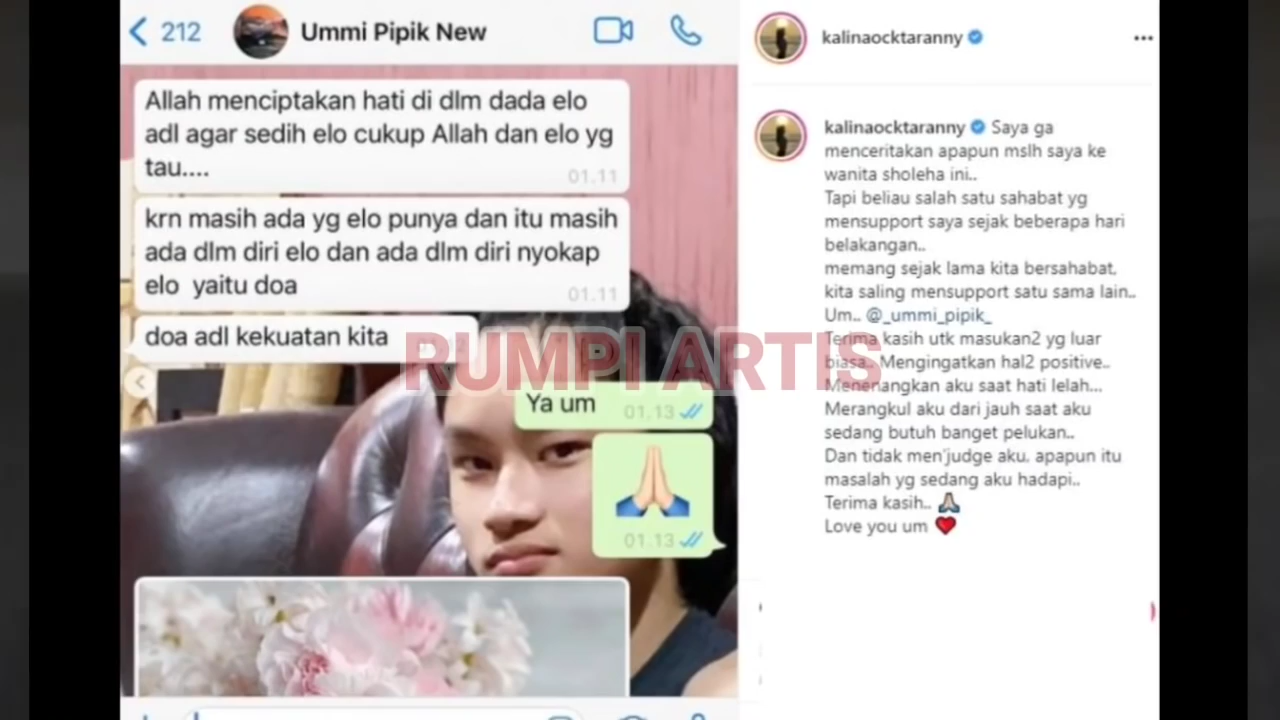 212
Ummi Pipik New
Allah menciptakan hati di dlm dada elo
adl agar sedih elo cukup Allah dan elo yg
tau....
01.11
krn masih ada yg elo punya dan itu masih
ada dlm diri elo dan ada dlm diri nyokap
elo yaitu doa
01.11
doa adl kekuatan kita
RUMPI ARTIS
Ya um
01.13
🙏
01.13
kalinaocktaranny
kalinaocktaranny Saya ga
menceritakan apapun mslh saya ke
wanita sholeha ini..
Tapi beliau salah satu sahabat yg
mensupport saya sejak beberapa hari
belakangan..
memang sejak lama kita bersahabat,
kita saling mensupport satu sama lain..
Um.. @_ummi_pipik_
Terima kasih utk masukan2 yg luar
biasa.. Mengingatkan hal2 positive..
Menenangkan aku saat hati lelah...
Merangkul aku dari jauh saat aku
sedang butuh banget pelukan..
Dan tidak men'judge aku, apapun itu
masalah yg sedang aku hadapi..
Terima kasih.. 🙏🏻
Love you um ❤️